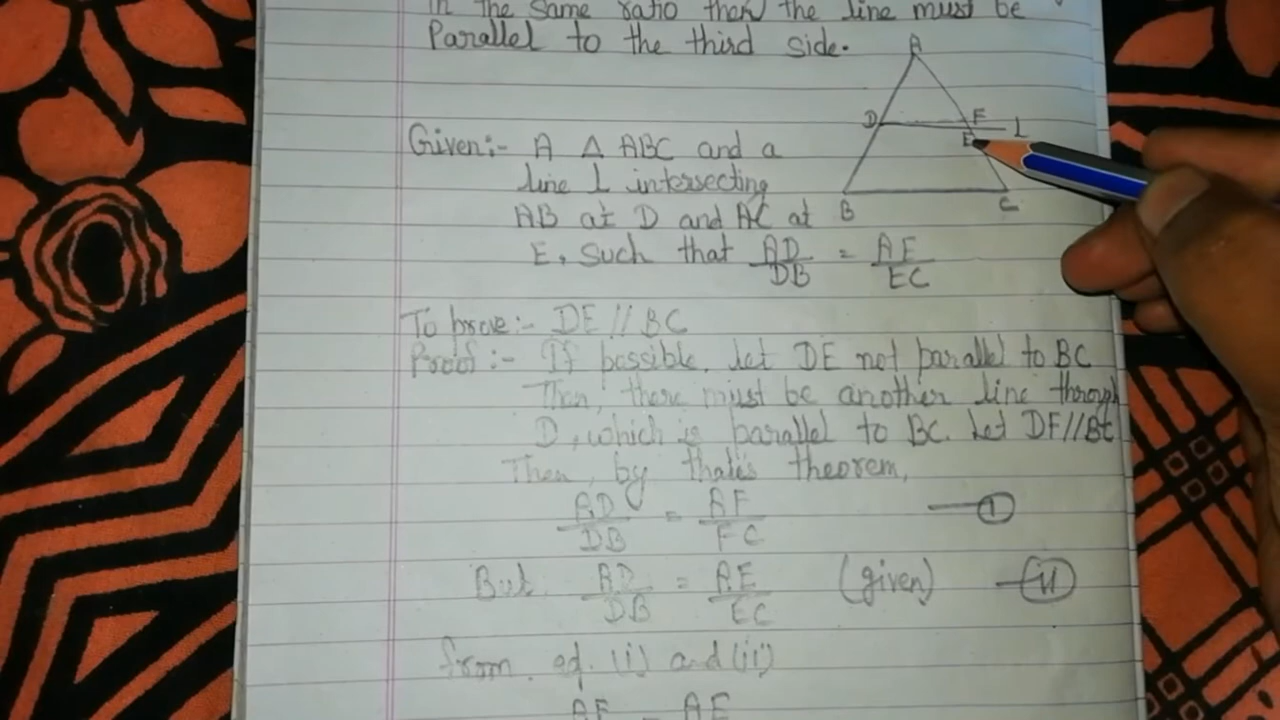 in the same ratio then the line must be
Parallel to the third side.
A
D F L
E
B C
Given:- A Δ ABC and a
line L intersecting
AB at D and AC at
E, Such that AD/DB = AE/EC
To prove:- DE // BC
Proof:- If possible, let DE not parallel to BC
Then, there must be another line through
D, which is parallel to BC. Let DF//BC
Then, by thale's theorem,
AD/DB = AF/FC — (I)
But AD/DB = AE/EC (given) — (II)
from eq. (i) and (ii)
AF = AE